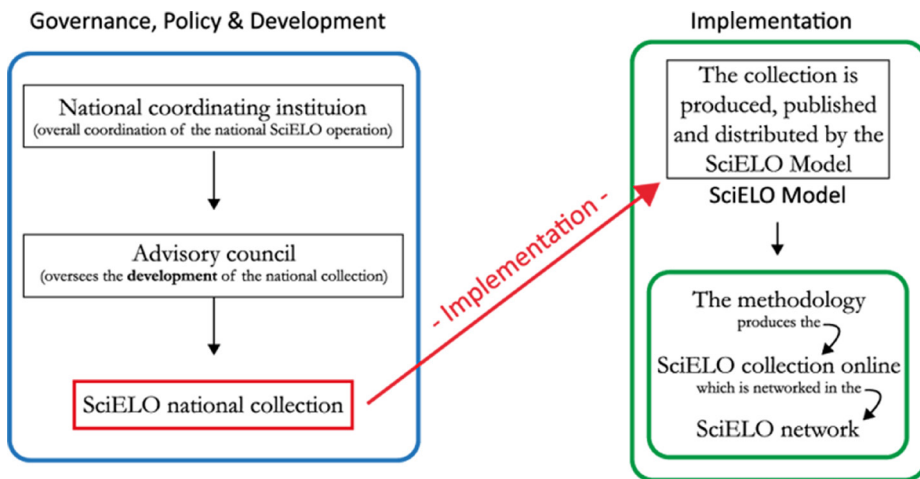 Governance, Policy & Development
National coordinating instituion
(overall coordination of the national SciELO operation)
Advisory council
(oversees the development of the national collection)
SciELO national collection
- Implementation -
Implementation
The collection is
produced, published
and distributed by the
SciELO Model
SciELO Model
The methodology
produces the
SciELO collection online
which is networked in the
SciELO network